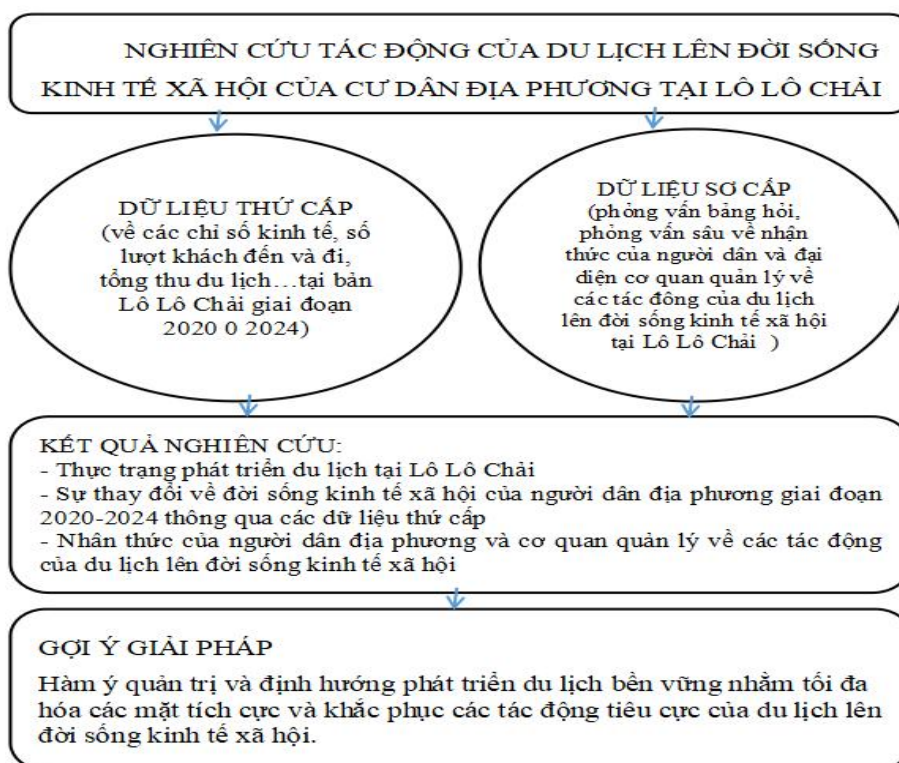 NGHIÊN CỨU TÁC ĐỘNG CỦA DU LỊCH LÊN ĐỜI SỐNG
KINH TẾ XÃ HỘI CỦA CƯ DÂN ĐỊA PHƯƠNG TẠI LÔ LÔ CHẢI
DỮ LIỆU THỨ CẤP
(về các chỉ số kinh tế, số
lượt khách đến và đi,
tổng thu du lịch...tại bản
Lô Lô Chải giai đoạn
2020 0 2024)
DỮ LIỆU SƠ CẤP
(phỏng vấn bảng hỏi,
phỏng vấn sâu về nhận
thức của người dân và đại
diện cơ quan quản lý về
các tác đông của du lịch
lên đời sống kinh tế xã hội
tại Lô Lô Chải )
KẾT QUẢ NGHIÊN CỨU:
- Thực trạng phát triển du lịch tại Lô Lô Chải
- Sự thay đổi về đời sống kinh tế xã hội của người dân địa phương giai đoạn
2020-2024 thông qua các dữ liệu thứ cấp
- Nhân thức của người dân địa phương và cơ quan quản lý về các tác động
của du lịch lên đời sống kinh tế xã hội
GỢI Ý GIẢI PHÁP
Hàm ý quản trị và định hướng phát triển du lịch bền vững nhằm tối đa
hóa các mặt tích cực và khắc phục các tác động tiêu cực của du lịch lên
đời sống kinh tế xã hội.